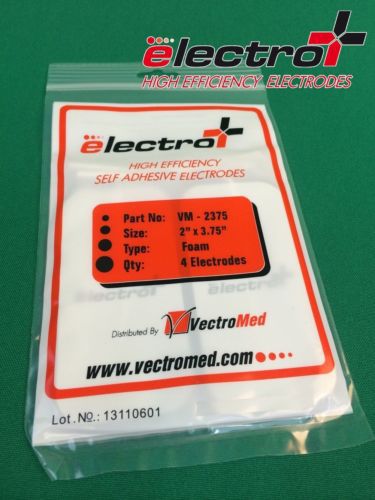 electro+
HIGH EFFICIENCY ELECTRODES
electro+
HIGH EFFICIENCY
SELF ADHESIVE ELECTRODES
Part No: VM - 2375
Size: 2" x 3.75"
Type: Foam
Qty: 4 Electrodes
Distributed By VectroMed
www.vectromed.com
Lot.No.: 13110601